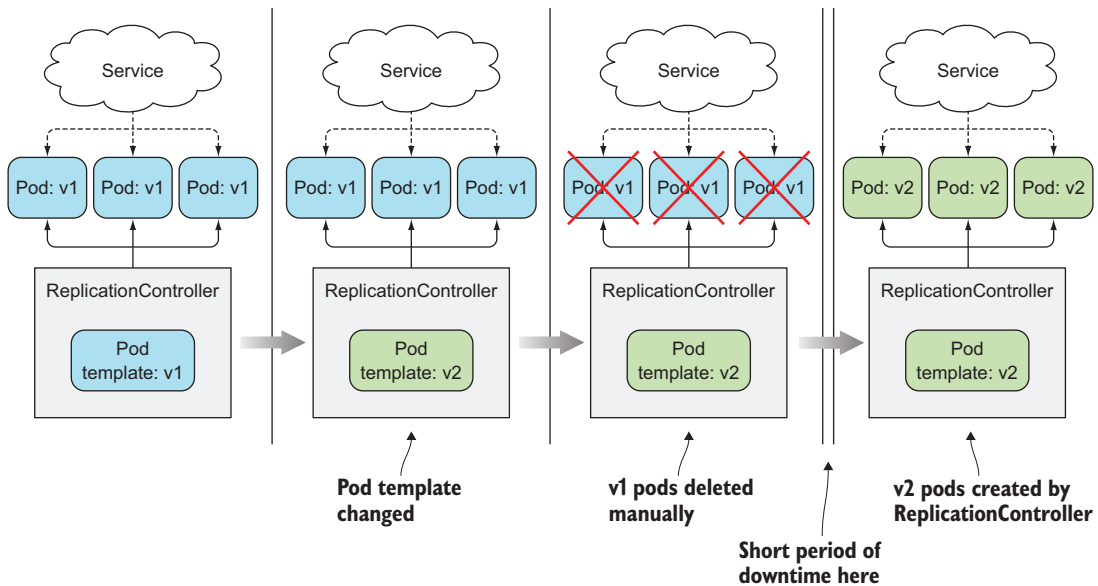 Service
Service
Service
Service
Pod: v1
Pod: v1
Pod: v1
Pod: v1
Pod: v1
Pod: v1
Pod: v1
Pod: v1
Pod: v1
Pod: v2
Pod: v2
Pod: v2
ReplicationController
ReplicationController
ReplicationController
ReplicationController
Pod
template: v1
Pod
template: v2
Pod
template: v2
Pod
template: v2
Pod template
changed
v1 pods deleted
manually
v2 pods created by
ReplicationController
Short period of
downtime here